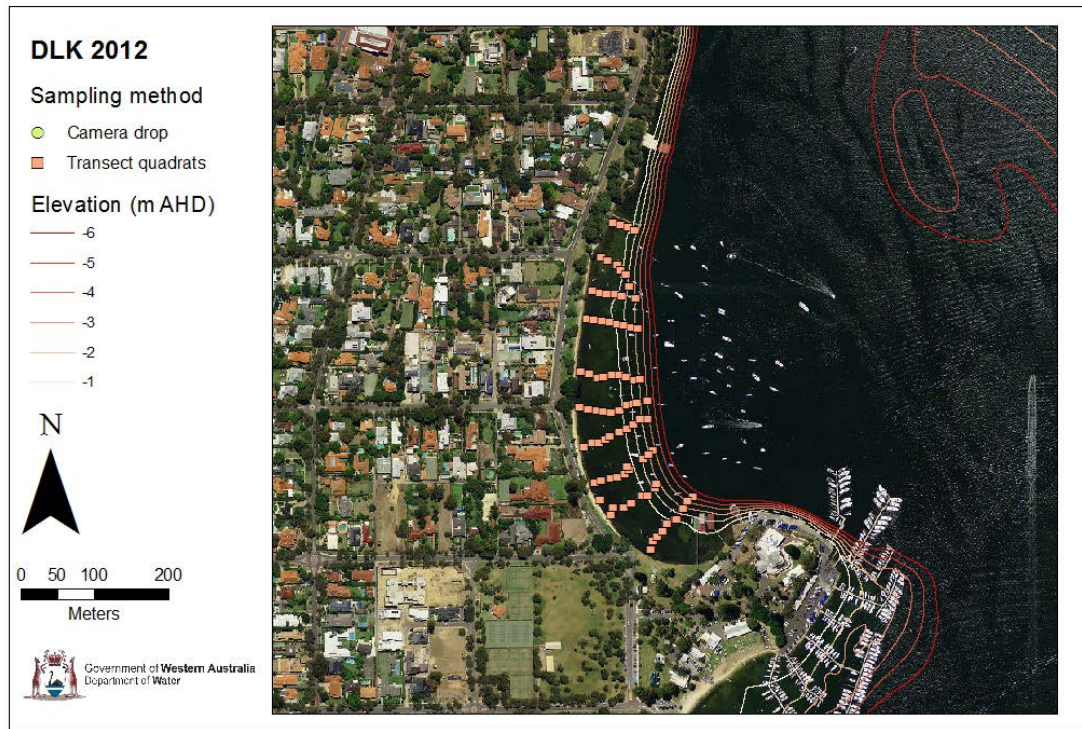 DLK 2012
Sampling method
Camera drop
Transect quadrats
Elevation (m AHD)
-6
-5
-4
-3
-2
-1
N
0 50 100 200
Meters
Government of Western Australia
Department of Water